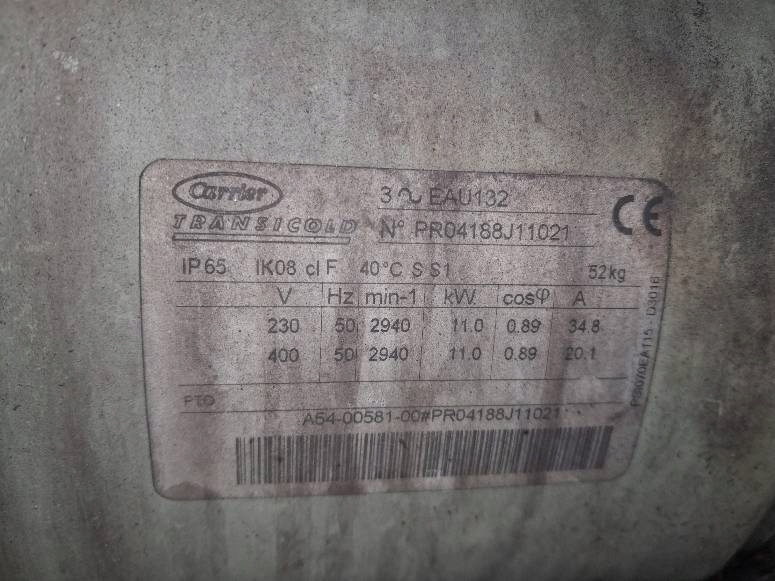 Carrier
TRANSICOLD
3 ∿ EAU132
N° PR04188J11021
CE
IP65 IK08 cl F 40°C S S1 52kg
V Hz min-1 kW cosφ A
230 50 2940 11.0 0.89 34.8
400 50 2940 11.0 0.89 20.1
PTO
A54-00581-00#PR04188J11021
D3016